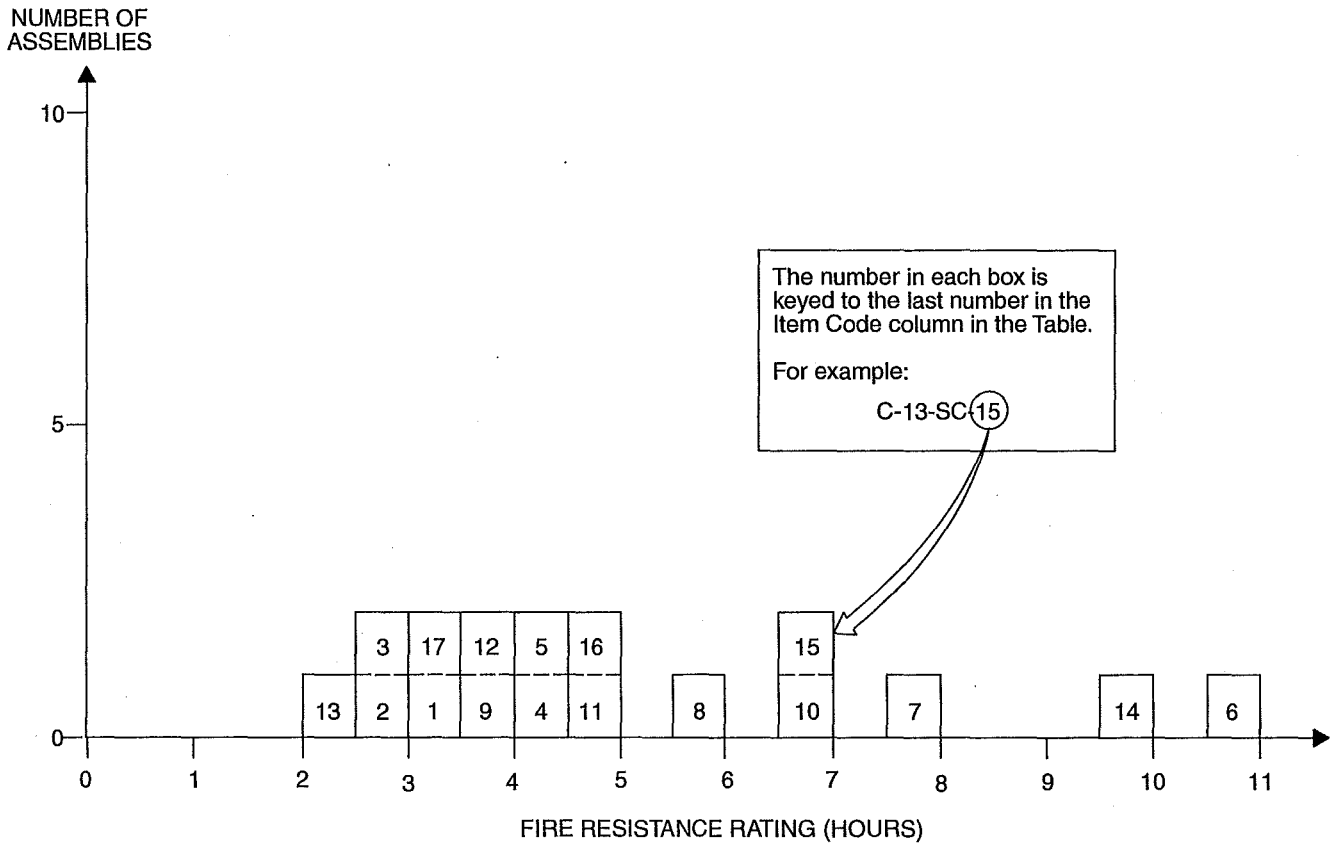 NUMBER OF
ASSEMBLIES
10
The number in each box is
keyed to the last number in the
Item Code column in the Table.
For example:
C-13-SC-15
5
3 17 12 5 16 15
13 2 1 9 4 11 8 10 7 14 6
0
0 1 2 3 4 5 6 7 8 9 10 11
FIRE RESISTANCE RATING (HOURS)